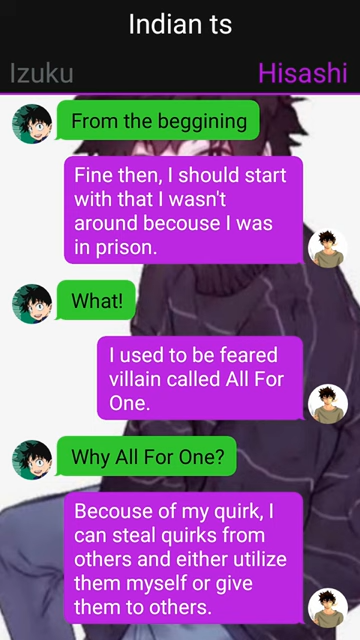 Indian ts
Izuku
Hisashi
From the beggining
Fine then, I should start
with that I wasn't
around becouse I was
in prison.
What!
I used to be feared
villain called All For
One.
Why All For One?
Becouse of my quirk, I
can steal quirks from
others and either utilize
them myself or give
them to others.